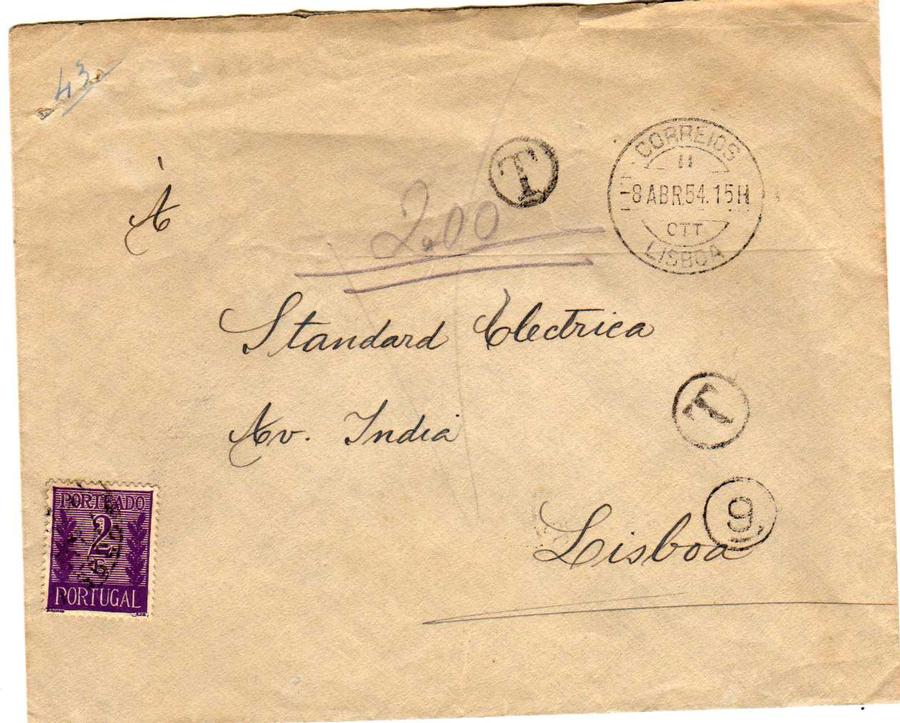 43
T
CORREIOS
11
-8 ABR.54.15H
CTT
LISBOA
À
2.00
Standard Electrica
Av. India
T
9
Lisboa
PORTEADO
2$
PORTUGAL